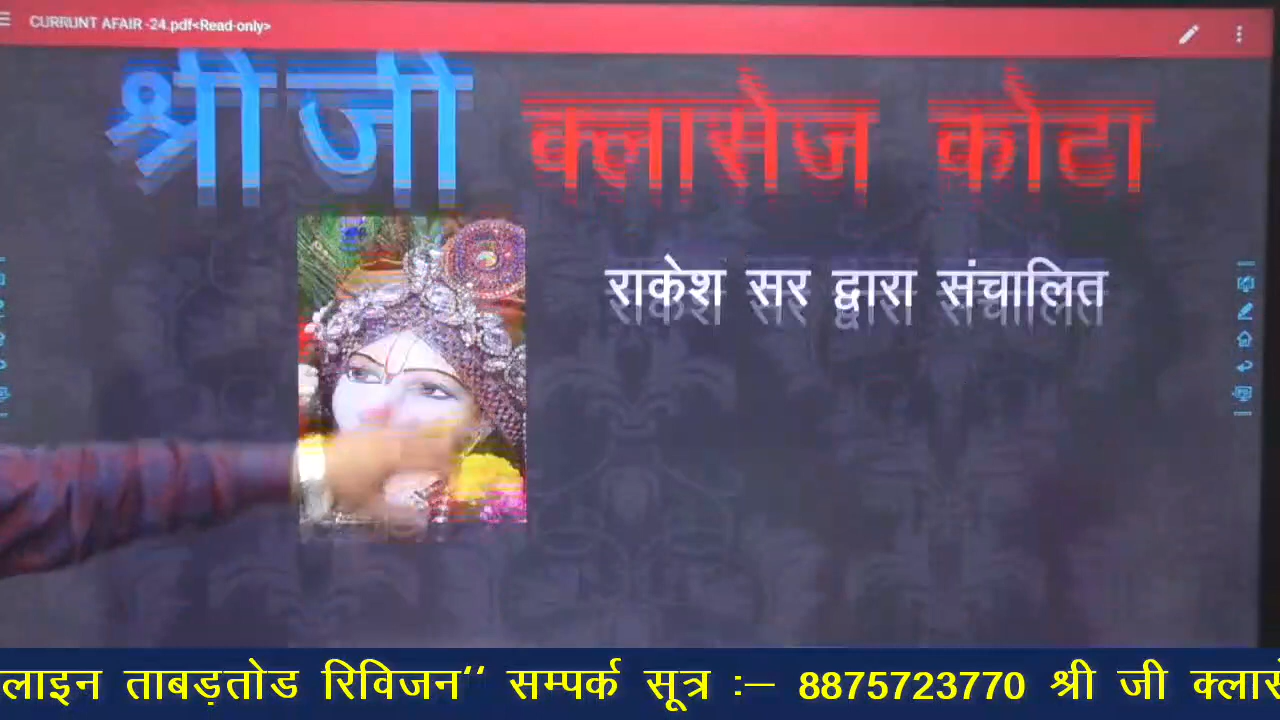 CURRUNT AFAIR -24.pdf<Read-only>
श्रीजी क्लासेज कोटा
राकेश सर द्वारा संचालित
लाइन ताबड़तोड रिविजन‘‘ सम्पर्क सूत्र :– 8875723770 श्री जी क्लासे